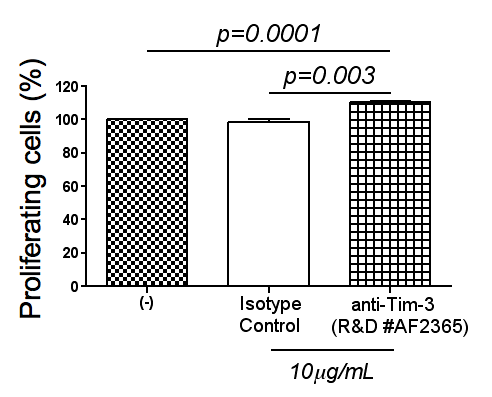 p=0.0001
p=0.003
Proliferating cells (%)
120
100
80
60
40
20
0
(-)
Isotype
Control
anti-Tim-3
(R&D #AF2365)
10µg/mL